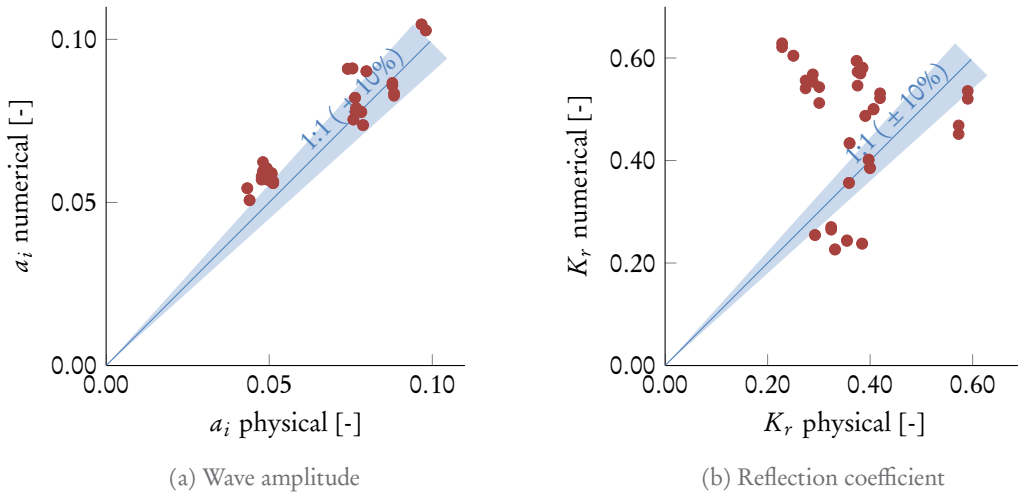 0.10
0.05
0.00
0.00
0.05
0.10
a_i numerical [-]
a_i physical [-]
1:1 (± 10%)
(a) Wave amplitude
0.60
0.40
0.20
0.00
0.00
0.20
0.40
0.60
K_r numerical [-]
K_r physical [-]
1:1 (± 10%)
(b) Reflection coefficient